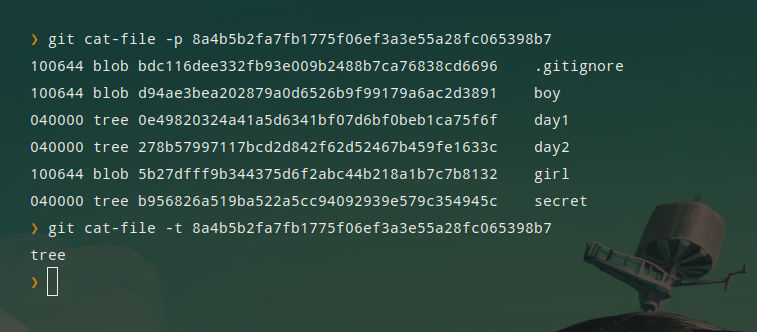 ❯ git cat-file -p 8a4b5b2fa7fb1775f06ef3a3e55a28fc065398b7
100644 blob bdc116dee332fb93e009b2488b7ca76838cd6696    .gitignore
100644 blob d94ae3bea202879a0d6526b9f99179a6ac2d3891    boy
040000 tree 0e49820324a41a5d6341bf07d6bf0beb1ca75f6f    day1
040000 tree 278b57997117bcd2d842f62d52467b459fe1633c    day2
100644 blob 5b27dfff9b344375d6f2abc44b218a1b7c7b8132    girl
040000 tree b956826a519ba522a5cc94092939e579c354945c    secret
❯ git cat-file -t 8a4b5b2fa7fb1775f06ef3a3e55a28fc065398b7
tree
❯